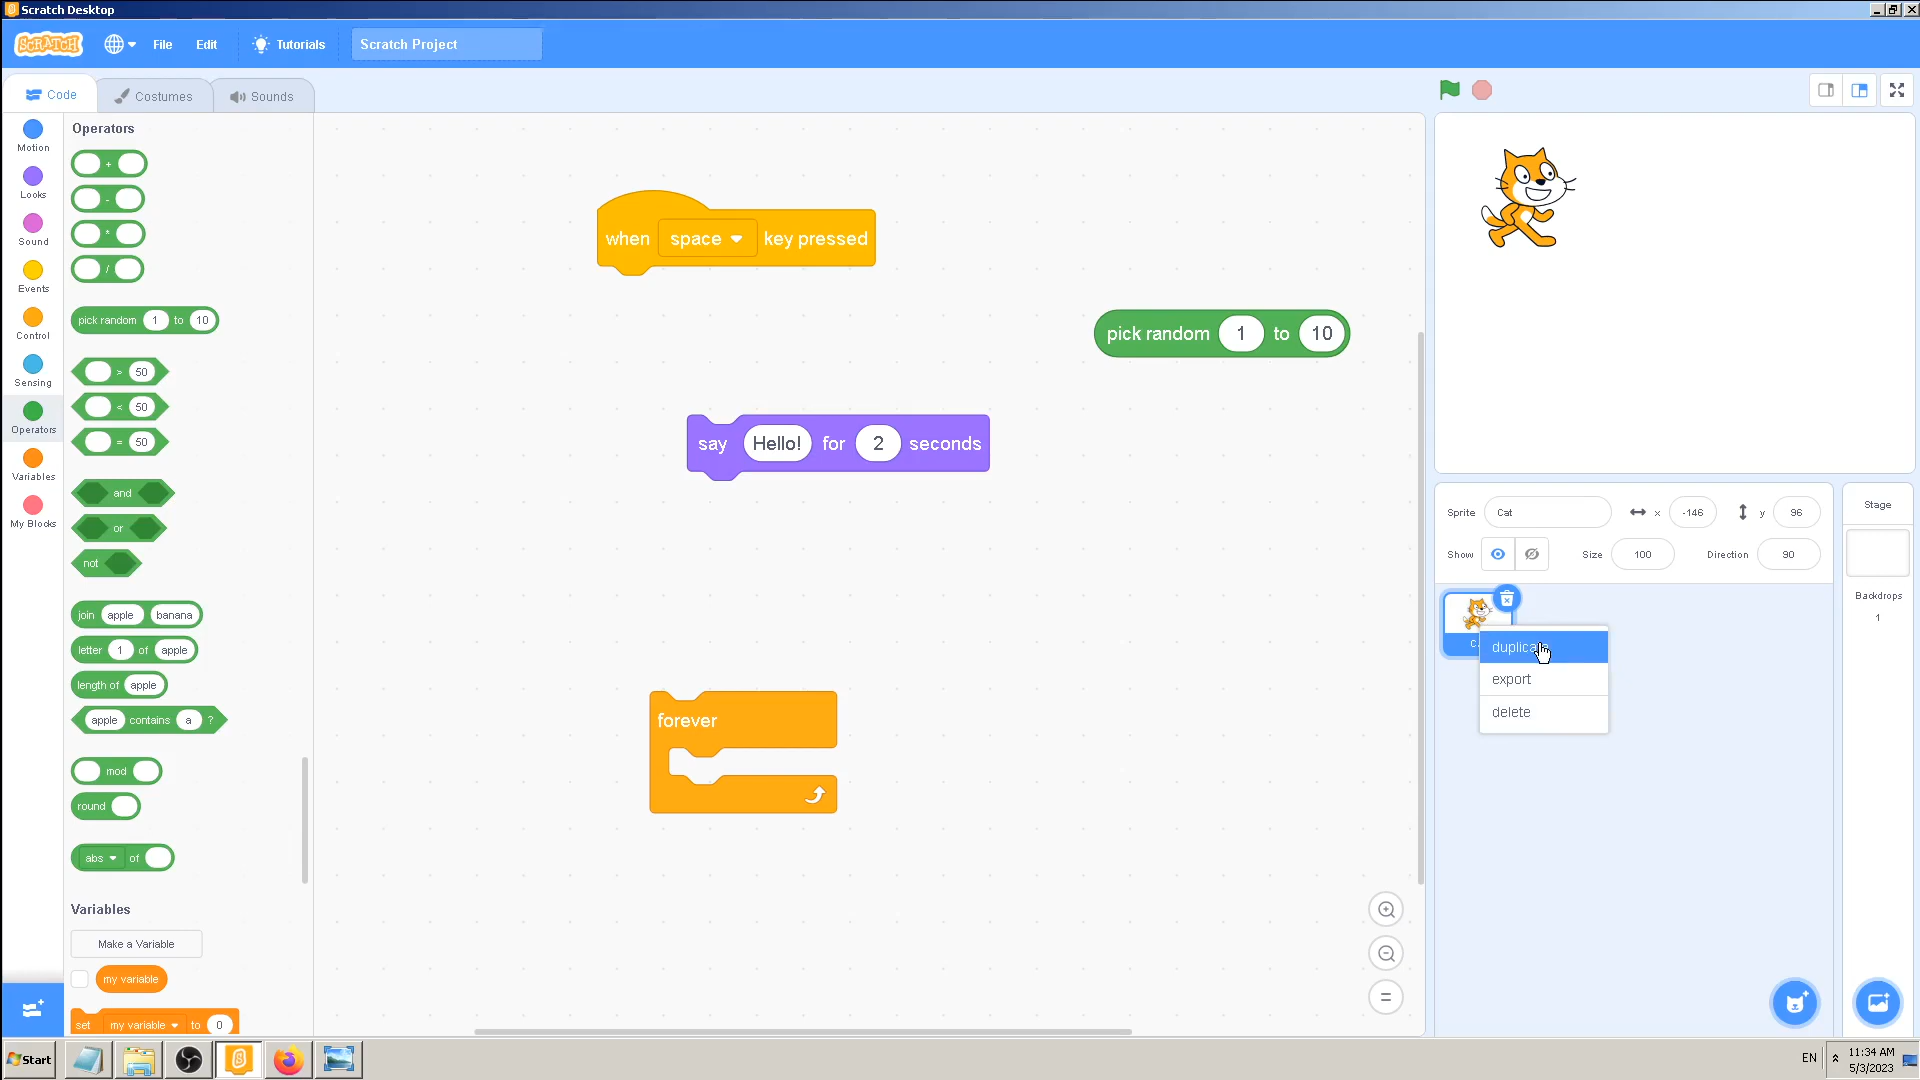 Scratch Desktop
SCRATCH
File
Edit
Tutorials
Scratch Project
Code
Costumes
Sounds
Motion
Looks
Sound
Events
Control
Sensing
Operators
Variables
My Blocks
Operators
+
-
*
/
pick random 1 to 10
> 50
< 50
= 50
and
or
not
join apple banana
letter 1 of apple
length of apple
apple contains a ?
mod
round
abs of
Variables
Make a Variable
my variable
set my variable to 0
when space key pressed
pick random 1 to 10
say Hello! for 2 seconds
forever
=
Sprite Cat x -146 y 96
Show Size 100 Direction 90
duplicate
export
delete
Stage
Backdrops
1
Start
EN
11:34 AM
5/3/2023